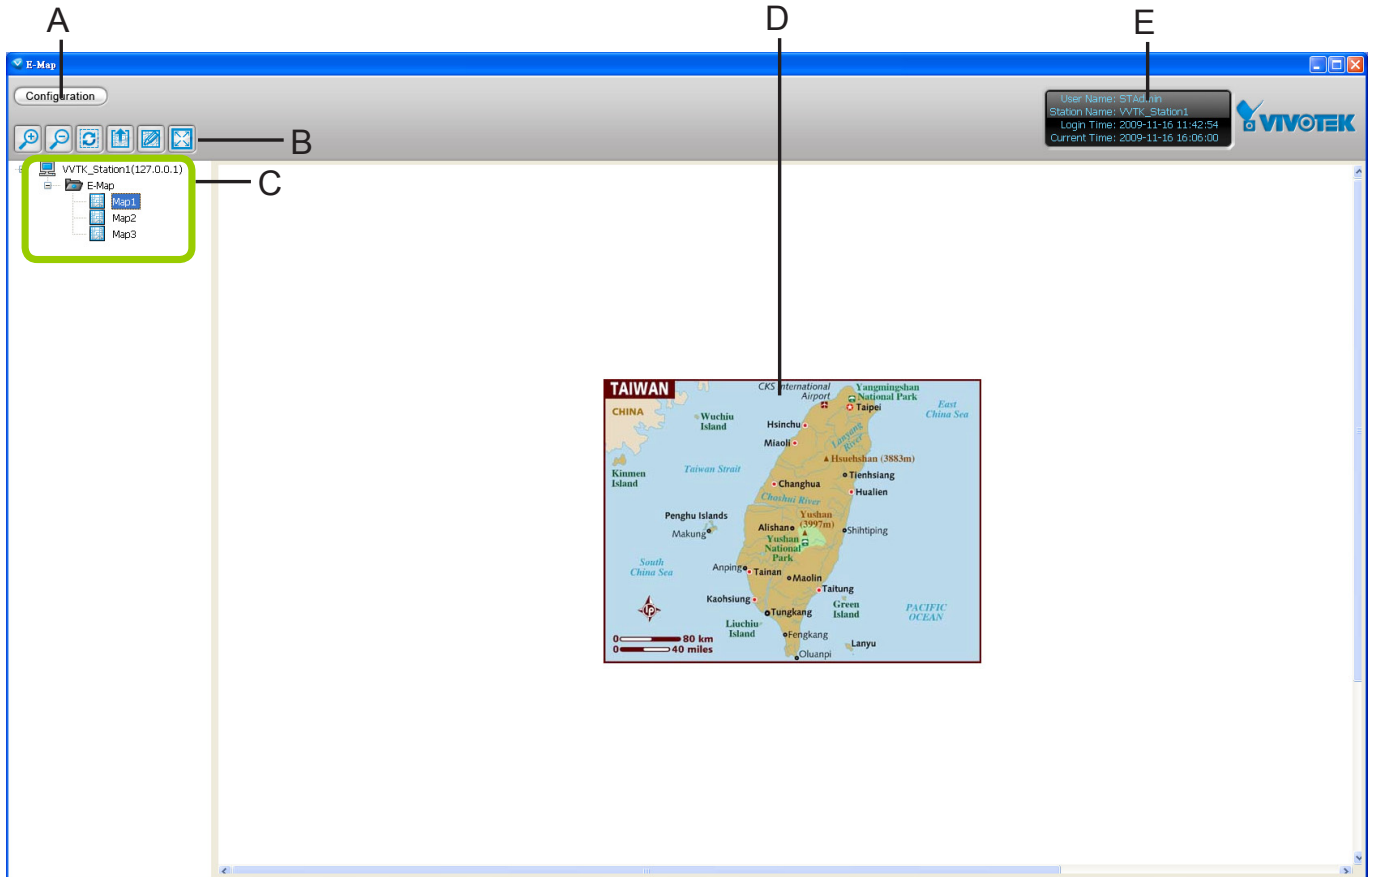 A
D
E
E-Map
Configuration
User Name: STAdmin
Station Name: VVTK_Station1
Login Time: 2009-11-16 11:42:54
Current Time: 2009-11-16 16:06:00
VIVOTEK
B
VVTK_Station1(127.0.0.1)
C
E-Map
Map1
Map2
Map3
TAIWAN
CKS International
Airport
Yangmingshan
National Park
CHINA
Taipei
East
China Sea
Wuchiu
Island
Hsinchu
Lanyang
River
Miaoli
Hsuehshan (3883m)
Kinmen
Island
Taiwan Strait
Tienhsiang
Changhua
Hualien
Choshui River
Penghu Islands
Yushan
(3997m)
Makung
Alishan
Shihtiping
Yushan
National
Park
South
China Sea
Anping
Tainan
Maolin
Taitung
Kaohsiung
Green
Island
PACIFIC
OCEAN
Tungkang
Liuchiu
Island
Fengkang
Lanyu
0 80 km
0 40 miles
Oluanpi